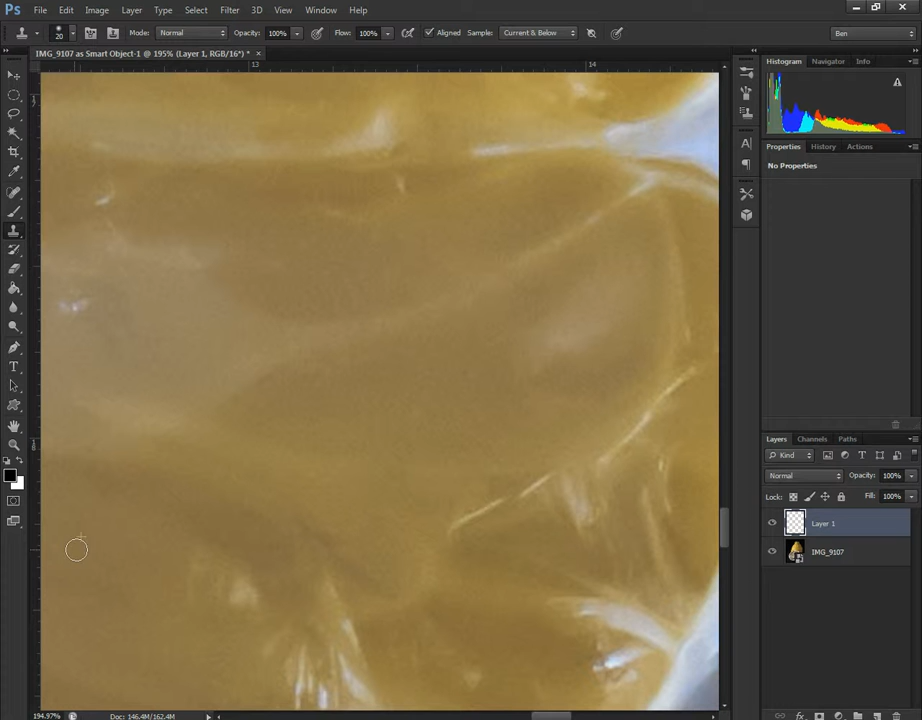 Ps File Edit Image Layer Type Select Filter 3D View Window Help
20 Mode: Normal Opacity: 100% Flow: 100% Aligned Sample: Current & Below Ben
IMG_9107 as Smart Object-1 @ 195% (Layer 1, RGB/16*) * ×
13 14
Histogram Navigator Info
Properties History Actions
No Properties
Layers Channels Paths
Kind
Normal Opacity: 100%
Lock: Fill: 100%
Layer 1
IMG_9107
194.97% Doc: 146.4M/162.4M
fx